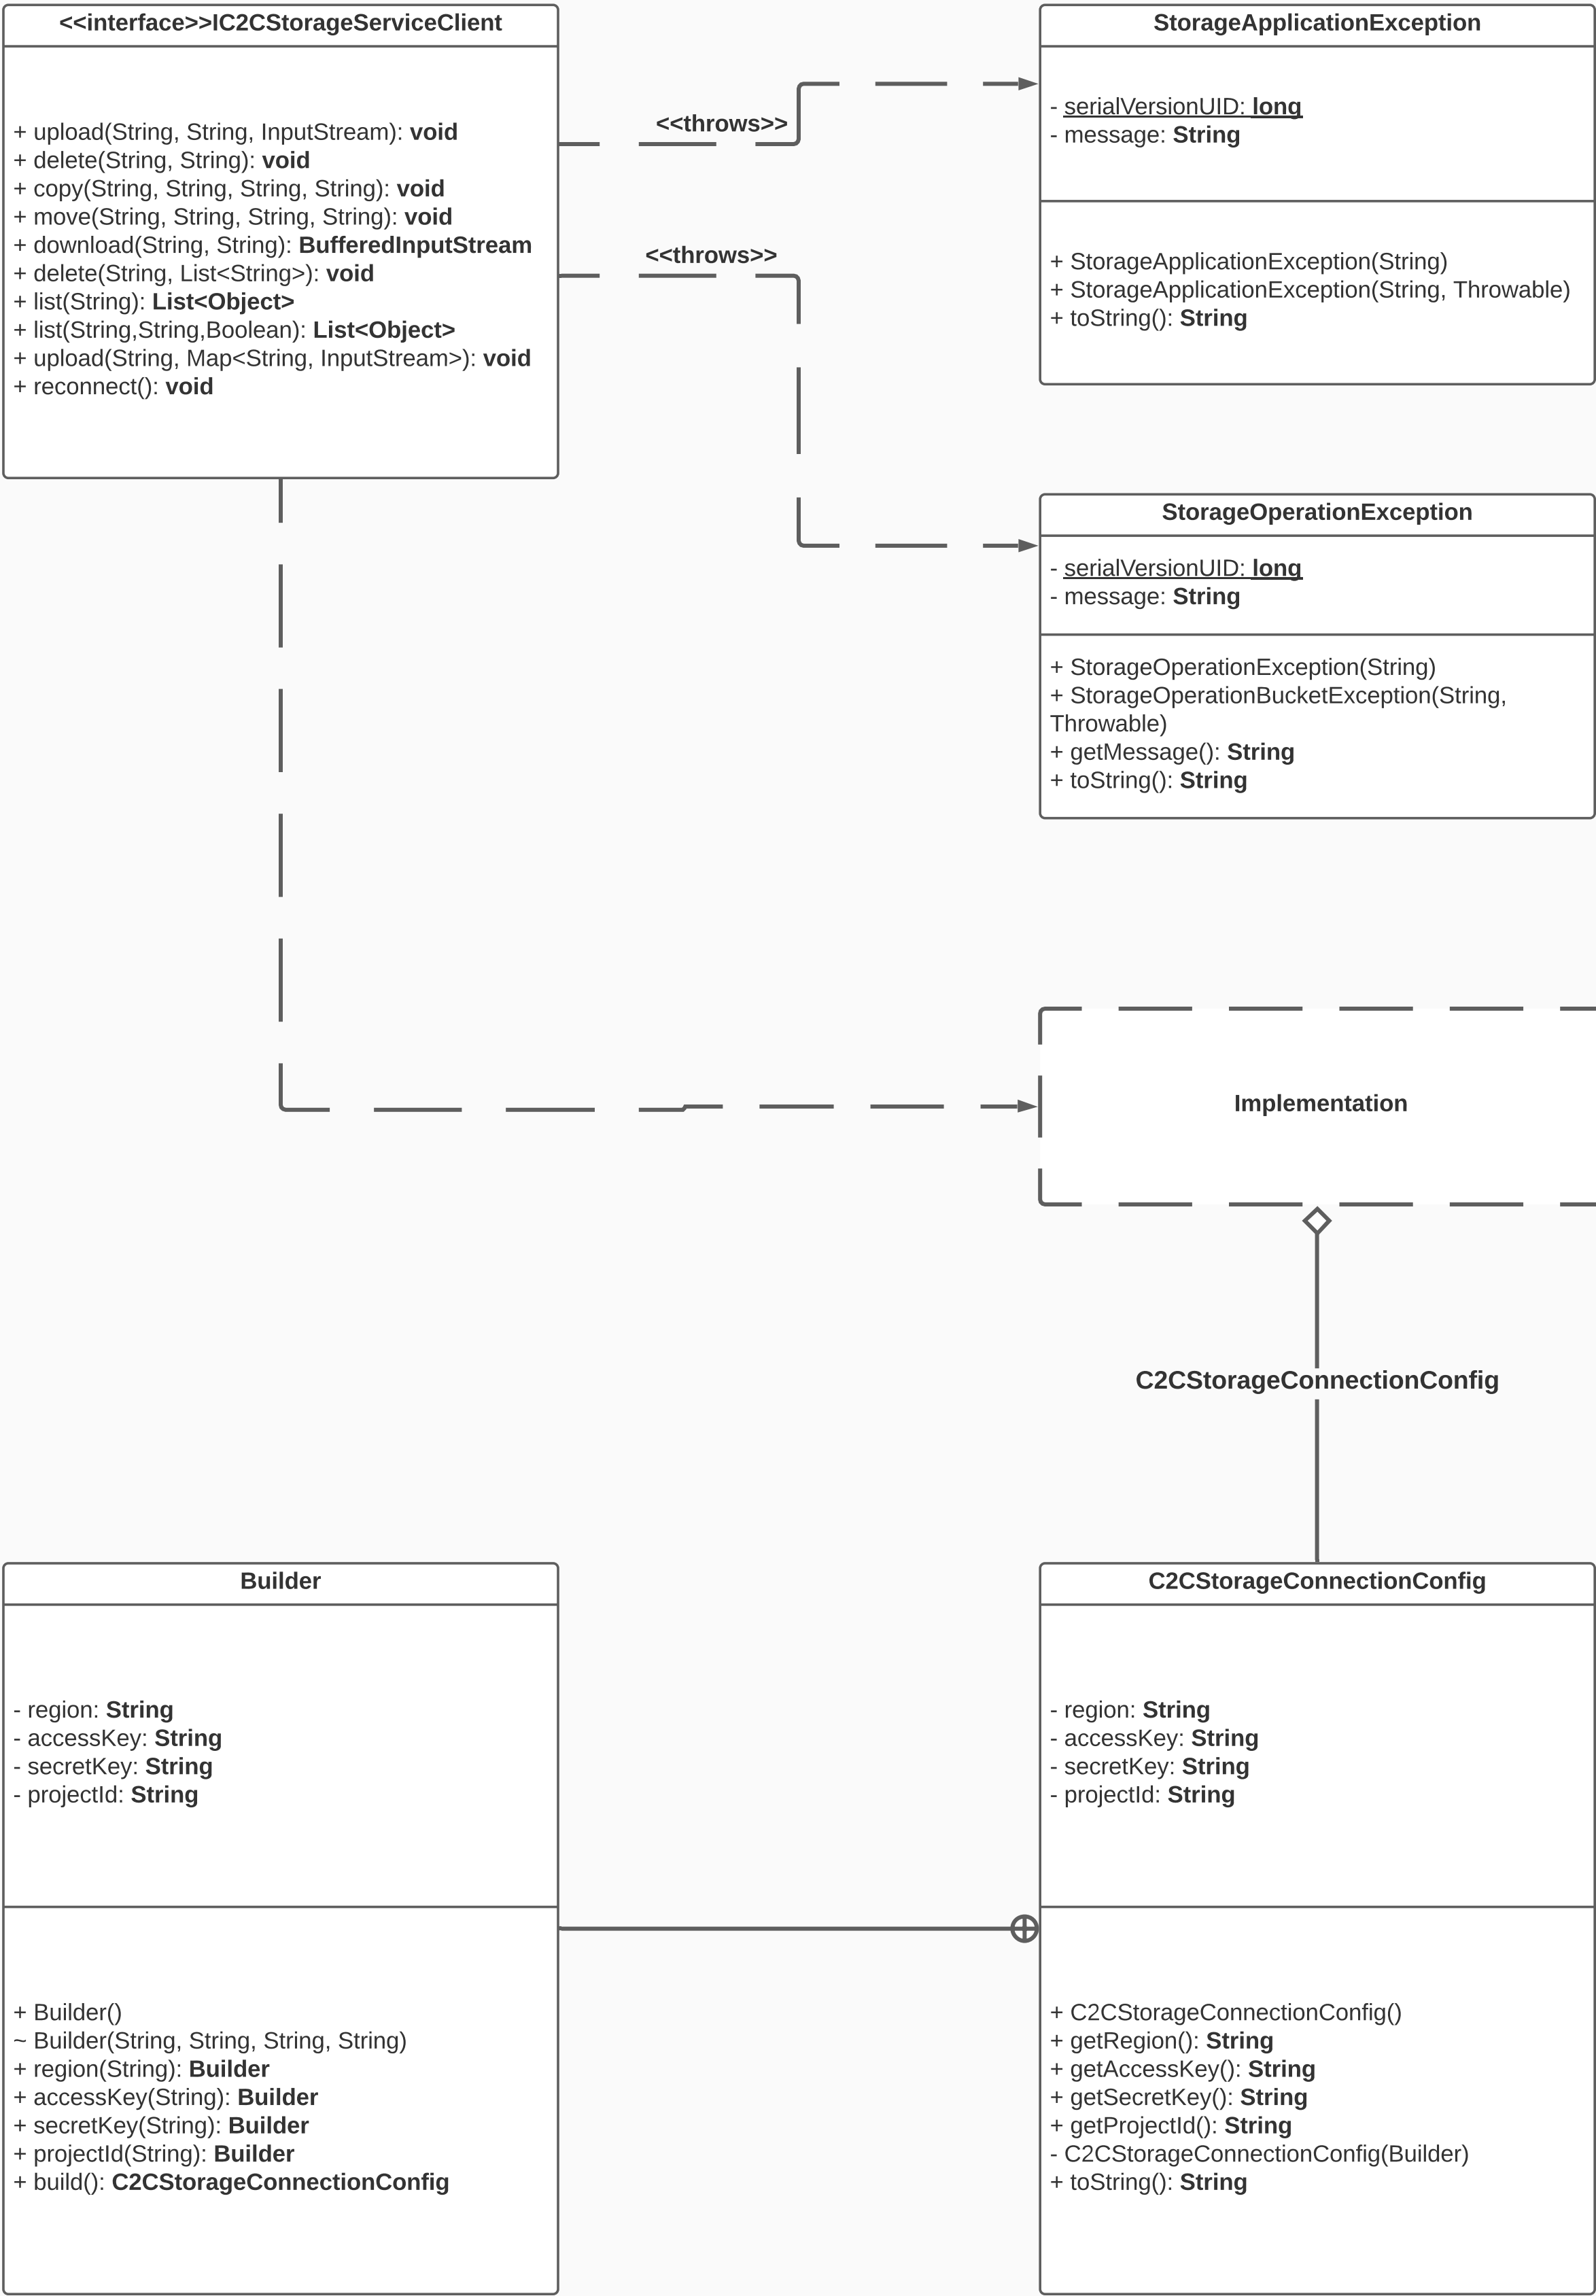 <<interface>>IC2CStorageServiceClient
+ upload(String, String, InputStream): void
+ delete(String, String): void
+ copy(String, String, String, String): void
+ move(String, String, String, String): void
+ download(String, String): BufferedInputStream
+ delete(String, List<String>): void
+ list(String): List<Object>
+ list(String,String,Boolean): List<Object>
+ upload(String, Map<String, InputStream>): void
+ reconnect(): void
<<throws>>
<<throws>>
StorageApplicationException
- serialVersionUID: long
- message: String
+ StorageApplicationException(String)
+ StorageApplicationException(String, Throwable)
+ toString(): String
StorageOperationException
- serialVersionUID: long
- message: String
+ StorageOperationException(String)
+ StorageOperationBucketException(String,
Throwable)
+ getMessage(): String
+ toString(): String
Implementation
C2CStorageConnectionConfig
Builder
- region: String
- accessKey: String
- secretKey: String
- projectId: String
+ Builder()
~ Builder(String, String, String, String)
+ region(String): Builder
+ accessKey(String): Builder
+ secretKey(String): Builder
+ projectId(String): Builder
+ build(): C2CStorageConnectionConfig
C2CStorageConnectionConfig
- region: String
- accessKey: String
- secretKey: String
- projectId: String
+ C2CStorageConnectionConfig()
+ getRegion(): String
+ getAccessKey(): String
+ getSecretKey(): String
+ getProjectId(): String
- C2CStorageConnectionConfig(Builder)
+ toString(): String